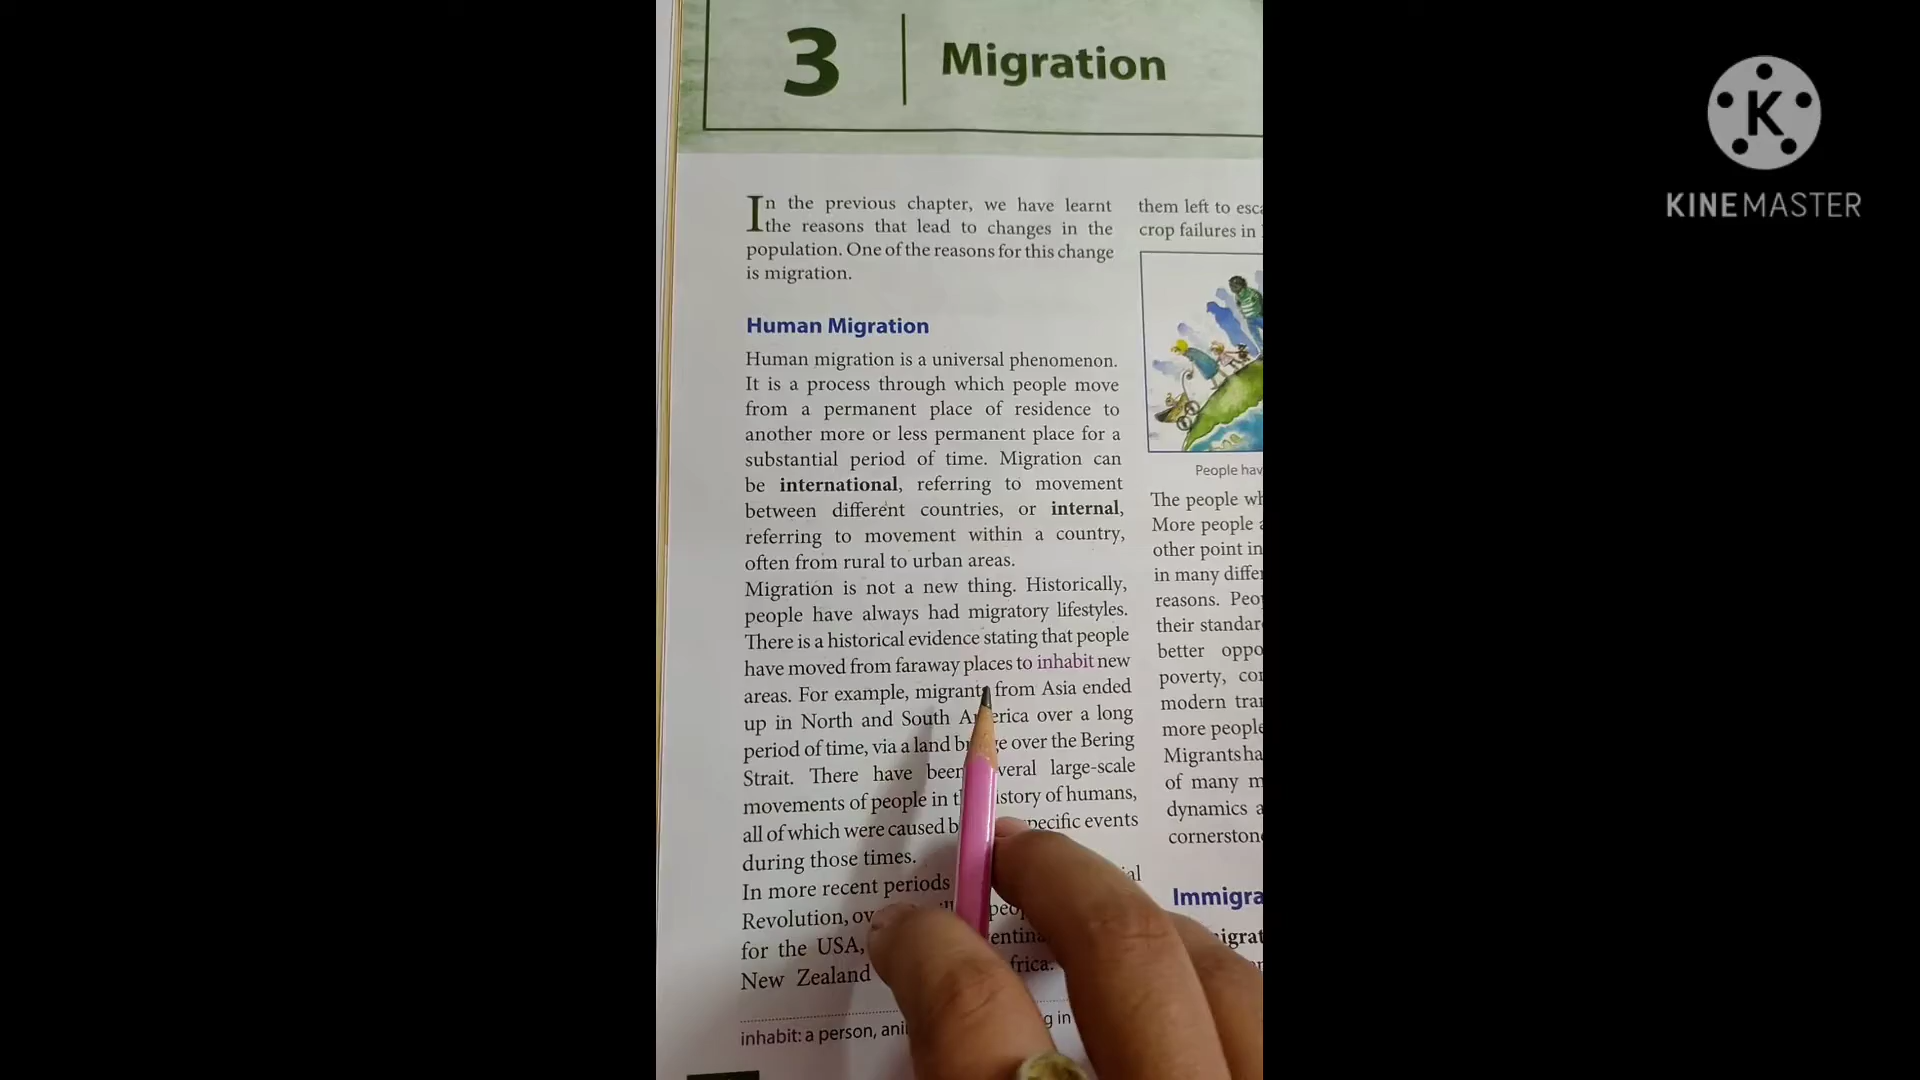 3
Migration
In the previous chapter, we have learnt
the reasons that lead to changes in the
population. One of the reasons for this change
is migration.
Human Migration
Human migration is a universal phenomenon.
It is a process through which people move
from a permanent place of residence to
another more or less permanent place for a
substantial period of time. Migration can
be international, referring to movement
between different countries, or internal,
referring to movement within a country,
often from rural to urban areas.
Migration is not a new thing. Historically,
people have always had migratory lifestyles.
There is a historical evidence stating that people
have moved from faraway places to inhabit new
areas. For example, migrants from Asia ended
up in North and South America over a long
period of time, via a land over the Bering
Strait. There have been large-scale
movements of people in history of humans,
all of which were caused specific events
during those times.
In more recent periods
Revolution,
for the USA,
New Zealand
inhabit: a person, in
them left to
crop failures in
People
The people
More people
other point in
in many
reasons.
their
better
poverty,
modern
more people
Migrants
of many
dynamics
KINEMASTER